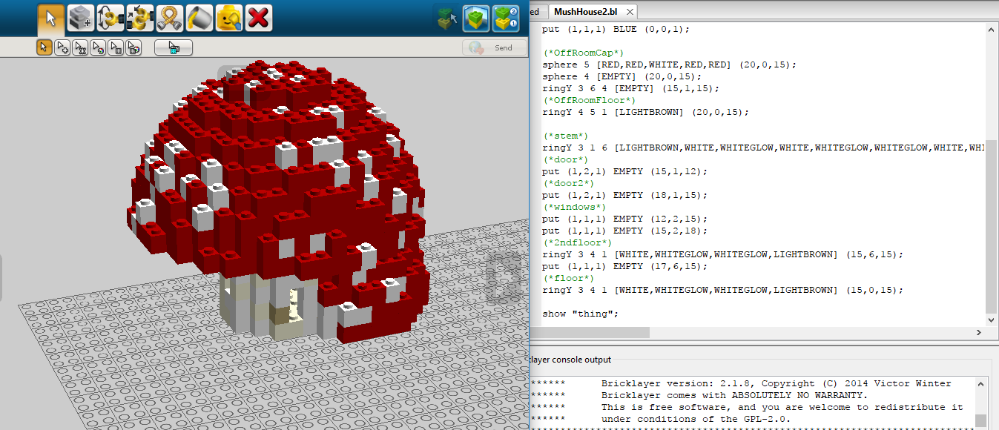 ed
MushHouse2.bl
Send
2
1
put (1,1,1) BLUE (0,0,1);
(*OffRoomCap*)
sphere 5 [RED,RED,WHITE,RED,RED] (20,0,15);
sphere 4 [EMPTY] (20,0,15);
ringY 3 6 4 [EMPTY] (15,1,15);
(*OffRoomFloor*)
ringY 4 5 1 [LIGHTBROWN] (20,0,15);
(*stem*)
ringY 3 1 6 [LIGHTBROWN,WHITE,WHITEGLOW,WHITE,WHITEGLOW,WHITEGLOW,WHITE,WHI
(*door*)
put (1,2,1) EMPTY (15,1,12);
(*door2*)
put (1,2,1) EMPTY (18,1,15);
(*windows*)
put (1,1,1) EMPTY (12,2,15);
put (1,1,1) EMPTY (15,2,18);
(*2ndfloor*)
ringY 3 4 1 [WHITE,WHITEGLOW,WHITEGLOW,LIGHTBROWN] (15,6,15);
put (1,1,1) EMPTY (17,6,15);
(*floor*)
ringY 3 4 1 [WHITE,WHITEGLOW,WHITEGLOW,LIGHTBROWN] (15,0,15);
show "thing";
klayer console output
****** Bricklayer version: 2.1.8, Copyright (C) 2014 Victor Winter
****** Bricklayer comes with ABSOLUTELY NO WARRANTY.
****** This is free software, and you are welcome to redistribute it
****** under conditions of the GPL-2.0.